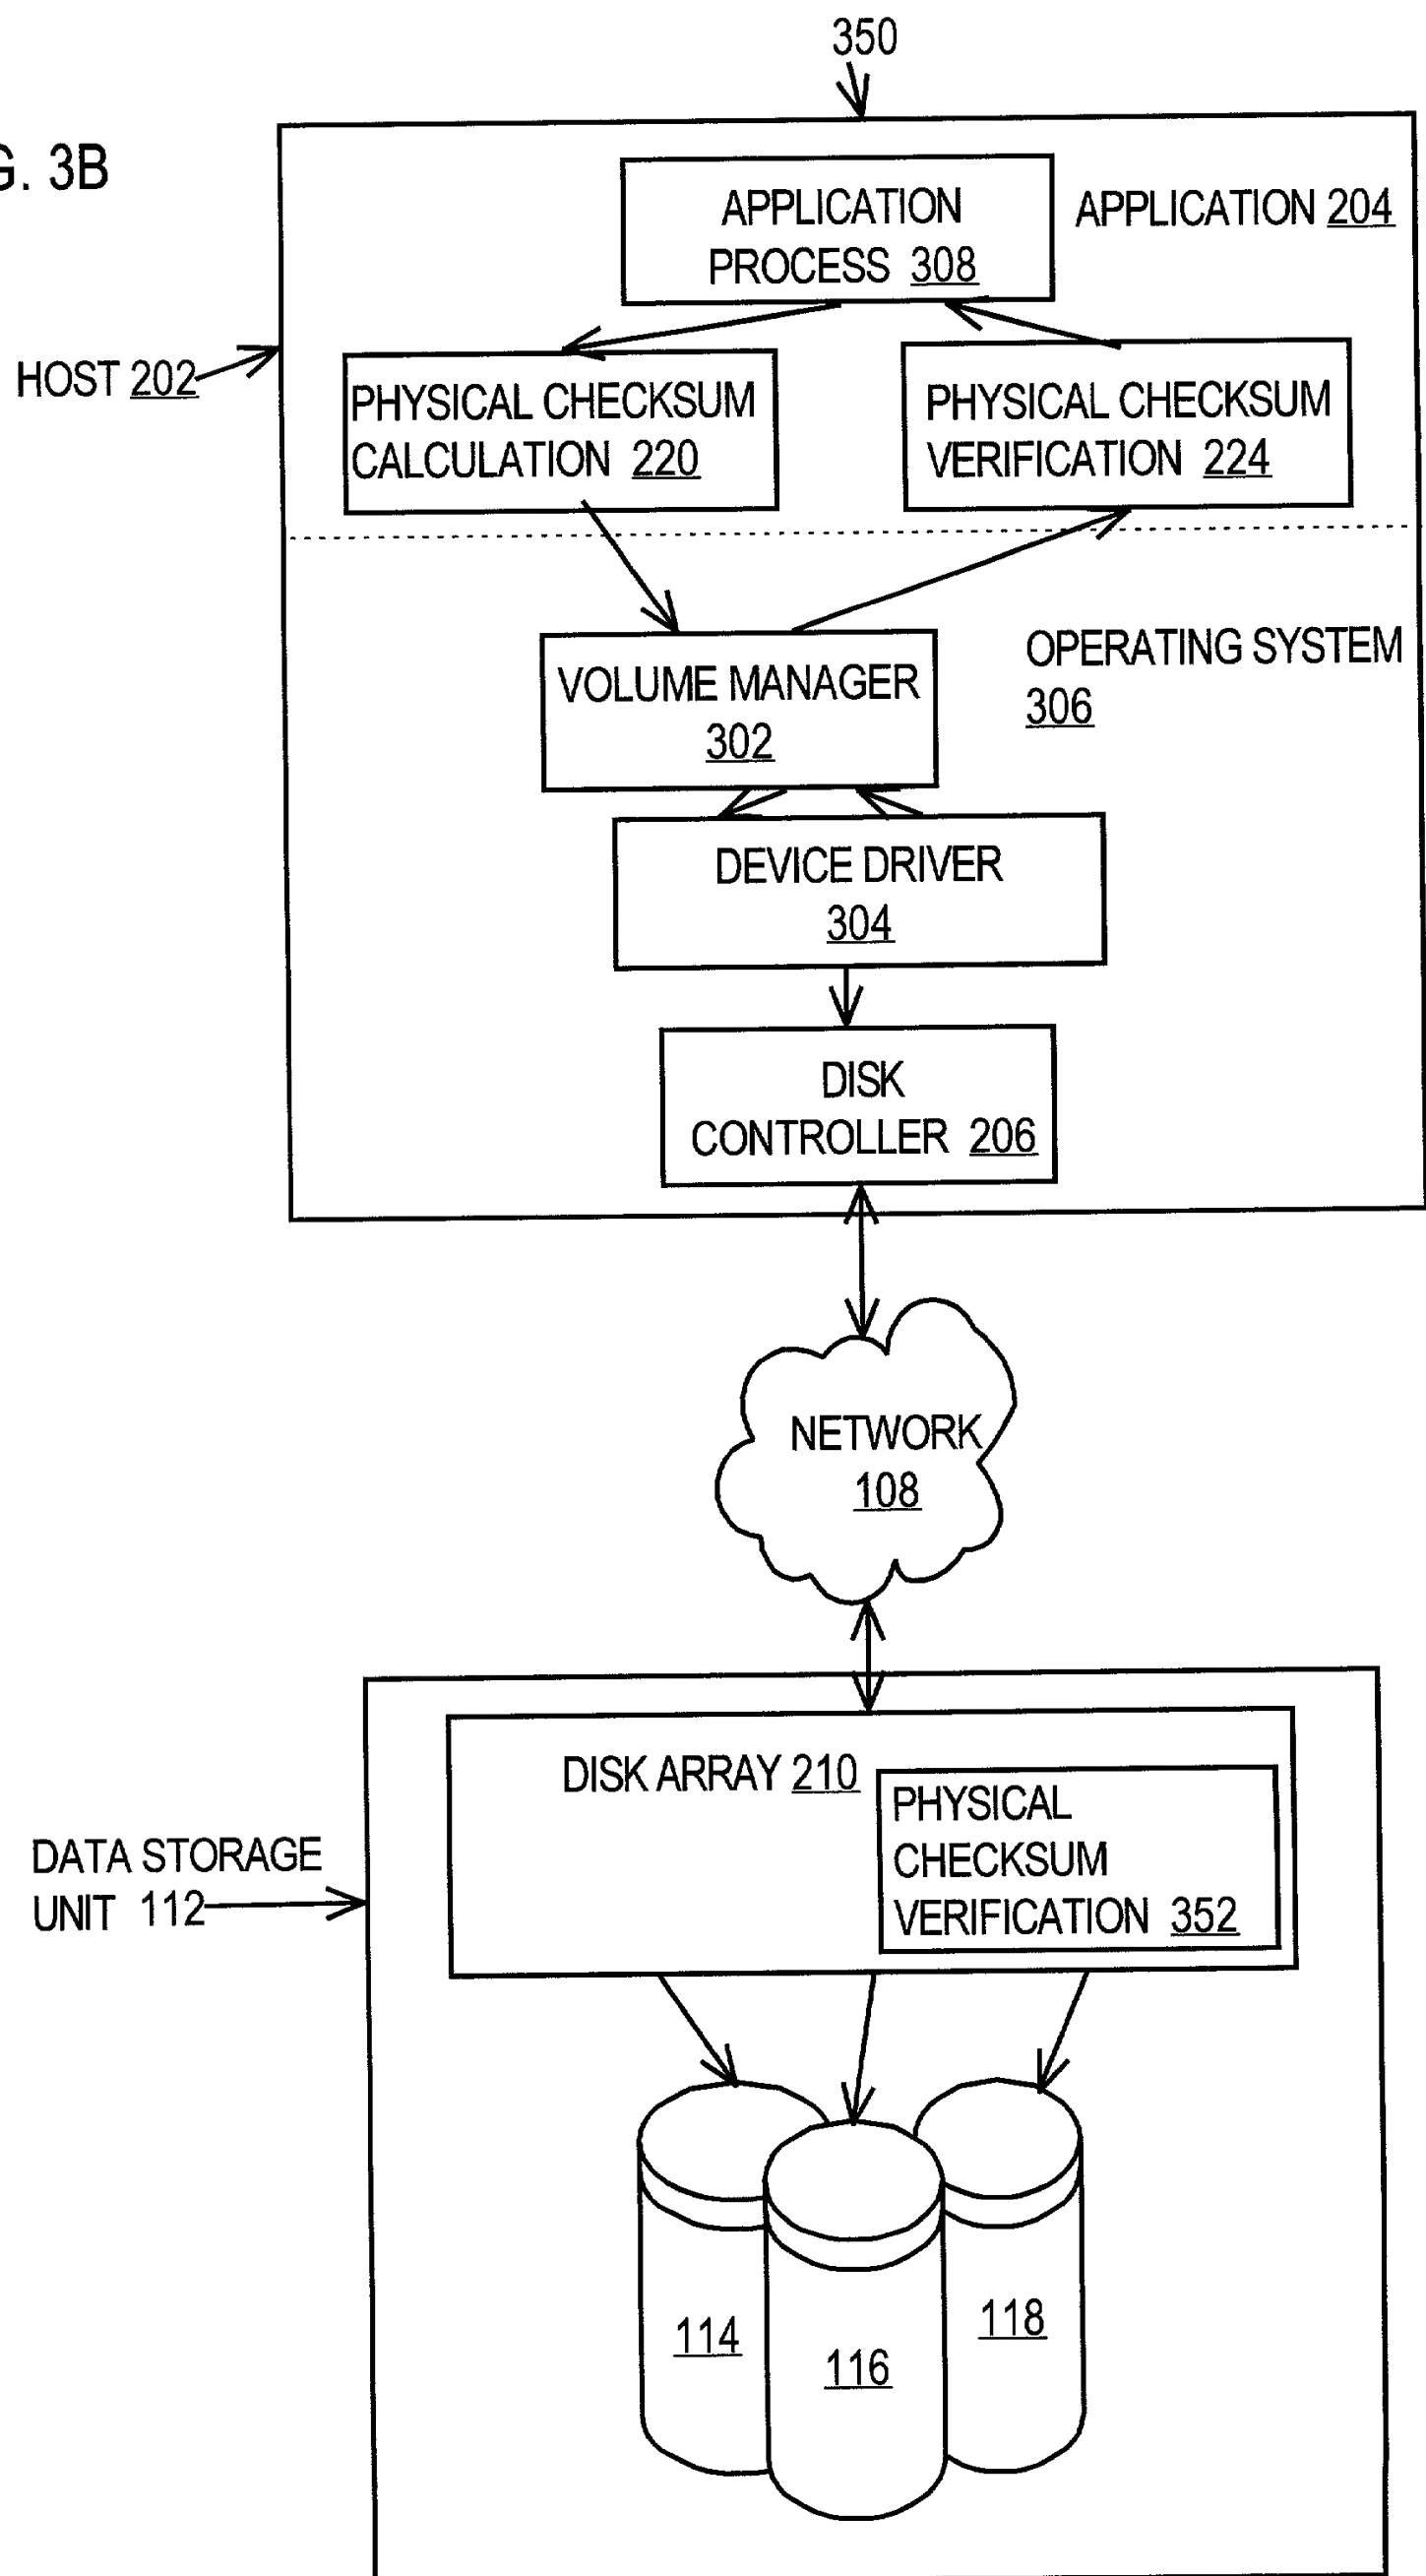 350
G. 3B
APPLICATION
PROCESS 308
APPLICATION 204
HOST 202
PHYSICAL CHECKSUM
CALCULATION 220
PHYSICAL CHECKSUM
VERIFICATION 224
VOLUME MANAGER
302
OPERATING SYSTEM
306
DEVICE DRIVER
304
DISK
CONTROLLER 206
NETWORK
108
DISK ARRAY 210
PHYSICAL
CHECKSUM
VERIFICATION 352
DATA STORAGE
UNIT 112
114
116
118